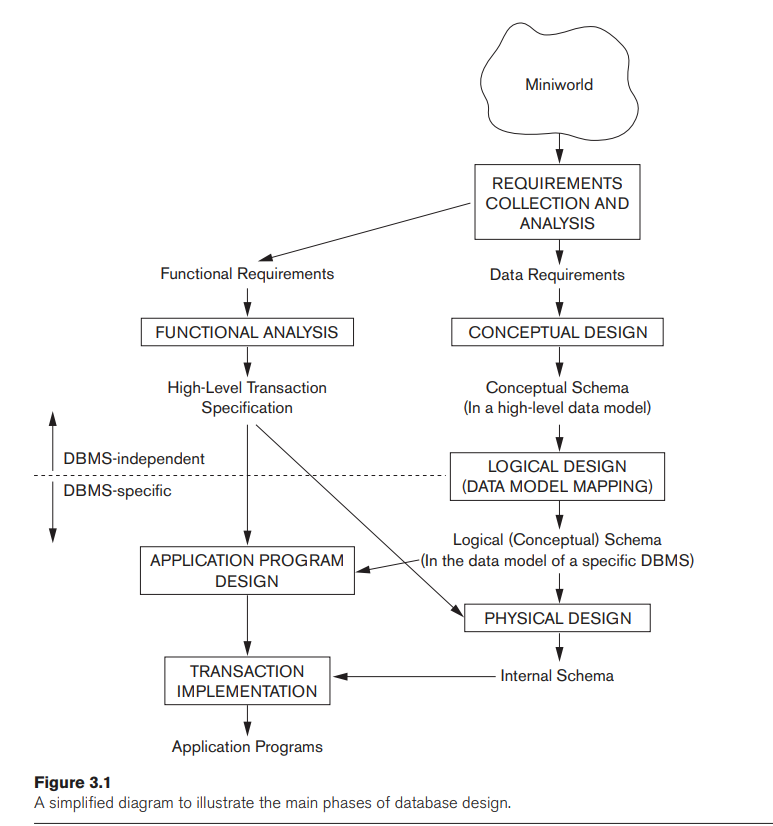 Miniworld
REQUIREMENTS
COLLECTION AND
ANALYSIS
Functional Requirements
Data Requirements
FUNCTIONAL ANALYSIS
CONCEPTUAL DESIGN
High-Level Transaction
Specification
Conceptual Schema
(In a high-level data model)
DBMS-independent
DBMS-specific
LOGICAL DESIGN
(DATA MODEL MAPPING)
Logical (Conceptual) Schema
(In the data model of a specific DBMS)
APPLICATION PROGRAM
DESIGN
PHYSICAL DESIGN
TRANSACTION
IMPLEMENTATION
Internal Schema
Application Programs
Figure 3.1
A simplified diagram to illustrate the main phases of database design.